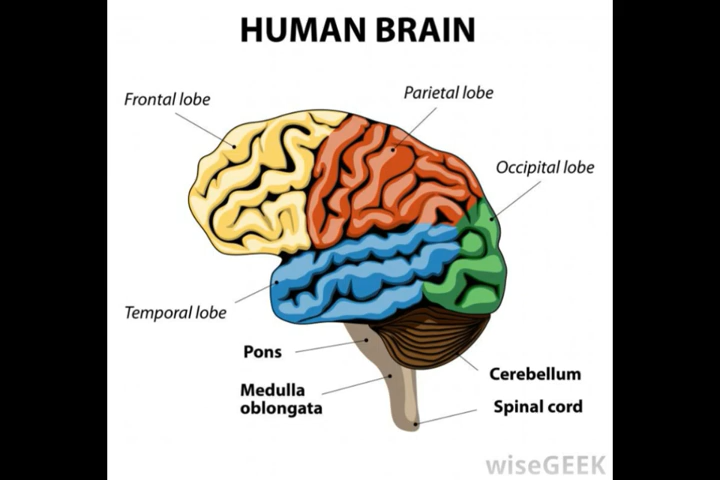 HUMAN BRAIN
Frontal lobe
Parietal lobe
Occipital lobe
Temporal lobe
Pons
Cerebellum
Medulla
oblongata
Spinal cord
wiseGEEK